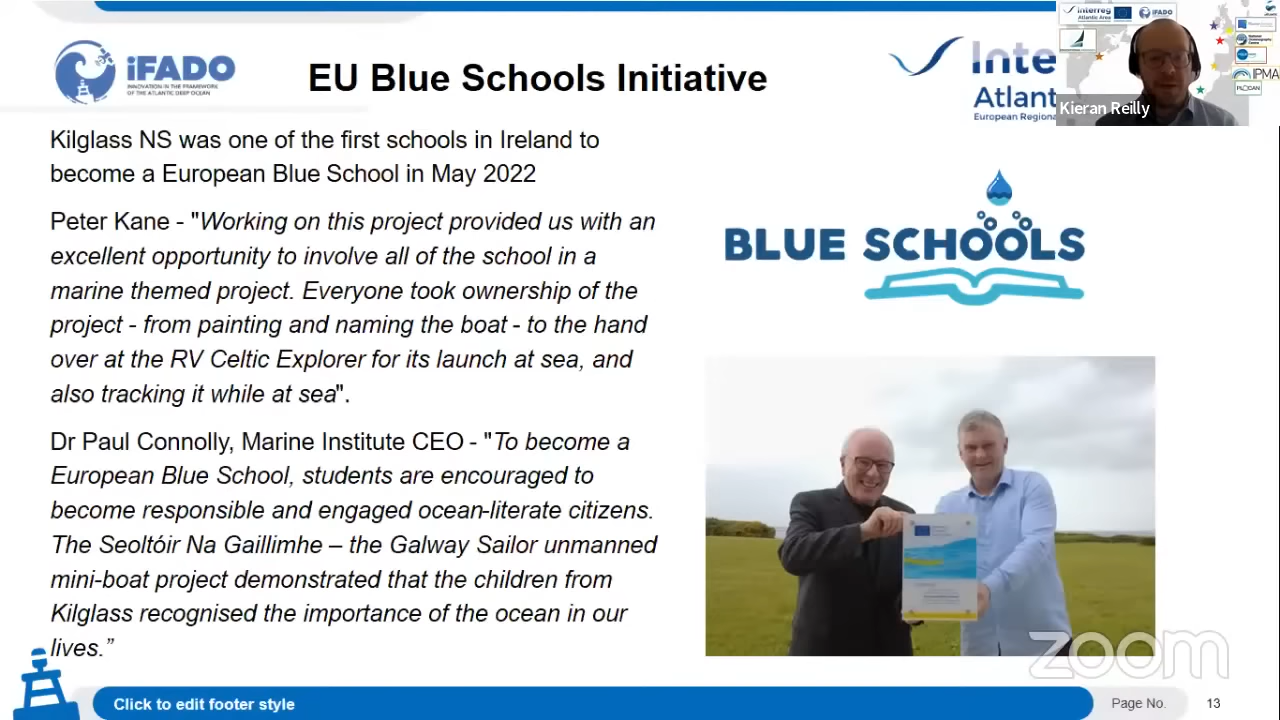 iFADO
INNOVATION IN THE FRAMEWORK
OF THE ATLANTIC DEEP OCEAN
EU Blue Schools Initiative
Inte
Atlant
European Regiona
Interreg
Atlantic Area
iFADO
IPMA
PLOCAN
Kieran Reilly
Kilglass NS was one of the first schools in Ireland to
become a European Blue School in May 2022
Peter Kane - "Working on this project provided us with an
excellent opportunity to involve all of the school in a
marine themed project. Everyone took ownership of the
project - from painting and naming the boat - to the hand
over at the RV Celtic Explorer for its launch at sea, and
also tracking it while at sea".
Dr Paul Connolly, Marine Institute CEO - "To become a
European Blue School, students are encouraged to
become responsible and engaged ocean-literate citizens.
The Seoltóir Na Gaillimhe – the Galway Sailor unmanned
mini-boat project demonstrated that the children from
Kilglass recognised the importance of the ocean in our
lives.”
BLUE SCHOOLS
zoom
Click to edit footer style
Page No.
13